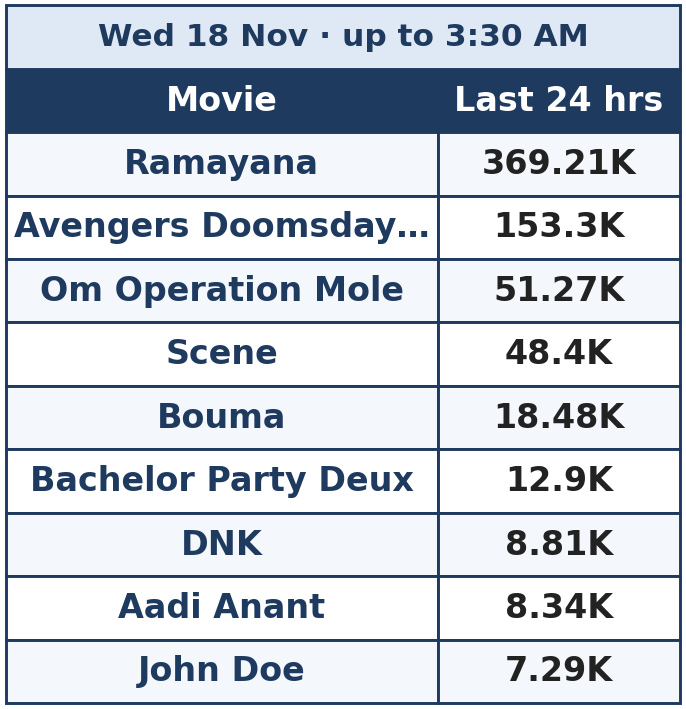 Wed 18 Nov · up to 3:30 AM
Movie Last 24 hrs
Ramayana 369.21K
Avengers Doomsday... 153.3K
Om Operation Mole 51.27K
Scene 48.4K
Bouma 18.48K
Bachelor Party Deux 12.9K
DNK 8.81K
Aadi Anant 8.34K
John Doe 7.29K